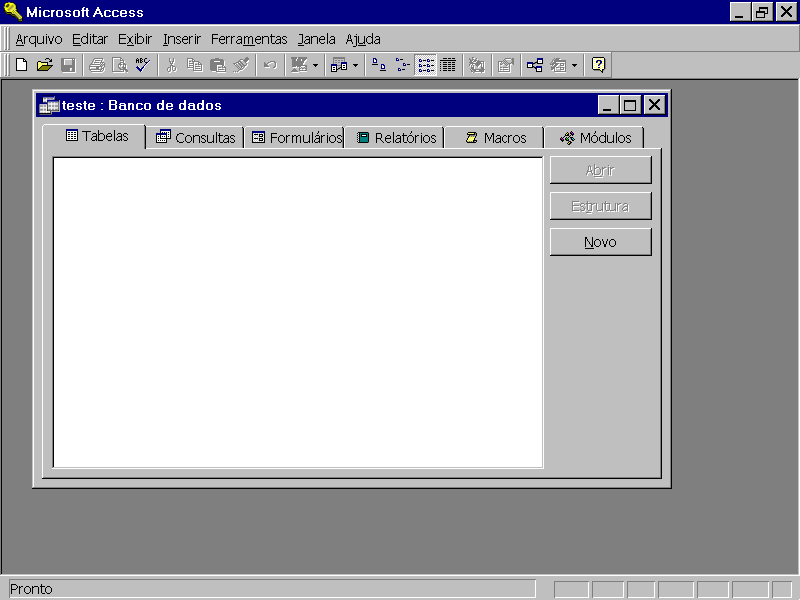 Microsoft Access
Arquivo Editar Exibir Inserir Ferramentas Janela Ajuda
ABC
teste : Banco de dados
Tabelas Consultas Formulários Relatórios Macros Módulos
Abrir
Estrutura
Novo
Pronto